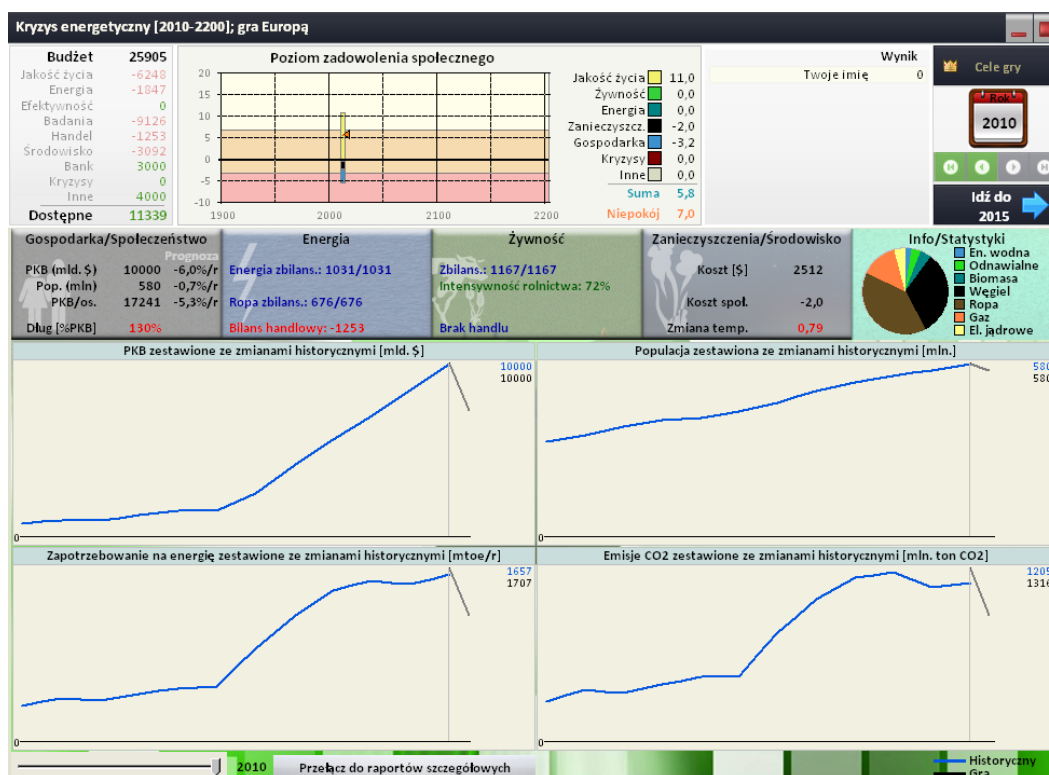 Kryzys energetyczny [2010-2200]; gra Europą
Budżet 25905
Jakość życia -6248
Energia -1847
Efektywność 0
Badania -9126
Handel -1253
Środowisko -3092
Bank 3000
Kryzysy 0
Inne 4000
Dostępne 11339
Poziom zadowolenia społecznego
20
15
10
5
0
-5
-10
1900 2000 2100 2200
Jakość życia 11,0
Żywność 0,0
Energia 0,0
Zanieczyszcz. -2,0
Gospodarka -3,2
Kryzysy 0,0
Inne 0,0
Suma 5,8
Niepokój 7,0
Wynik
Twoje imię 0
Cele gry
Rok
2010
Idź do
2015
Gospodarka/Społeczeństwo
Prognoza
PKB (mld. $) 10000 -6,0%/r
Pop. (mln) 580 -0,7%/r
PKB/os. 17241 -5,3%/r
Dług [%PKB] 130%
Energia
Energia zbilans.: 1031/1031
Ropa zbilans.: 676/676
Bilans handlowy: -1253
Żywność
Zbilans.: 1167/1167
Intensywność rolnictwa: 72%
Brak handlu
Zanieczyszczenia/Środowisko
Koszt [$] 2512
Koszt społ. -2,0
Zmiana temp. 0,79
Info/Statystyki
En. wodna
Odnawialne
Biomasa
Węgiel
Ropa
Gaz
El. jądrowe
PKB zestawione ze zmianami historycznymi [mld. $]
10000
10000
0
Populacja zestawiona ze zmianami historycznymi [mln.]
580
580
0
Zapotrzebowanie na energię zestawione ze zmianami historycznymi [mtoe/r]
1657
1707
0
Emisje CO2 zestawione ze zmianami historycznymi [mln. ton CO2]
1205
1316
0
2010
Przełącz do raportów szczegółowych
Historyczny
Gra